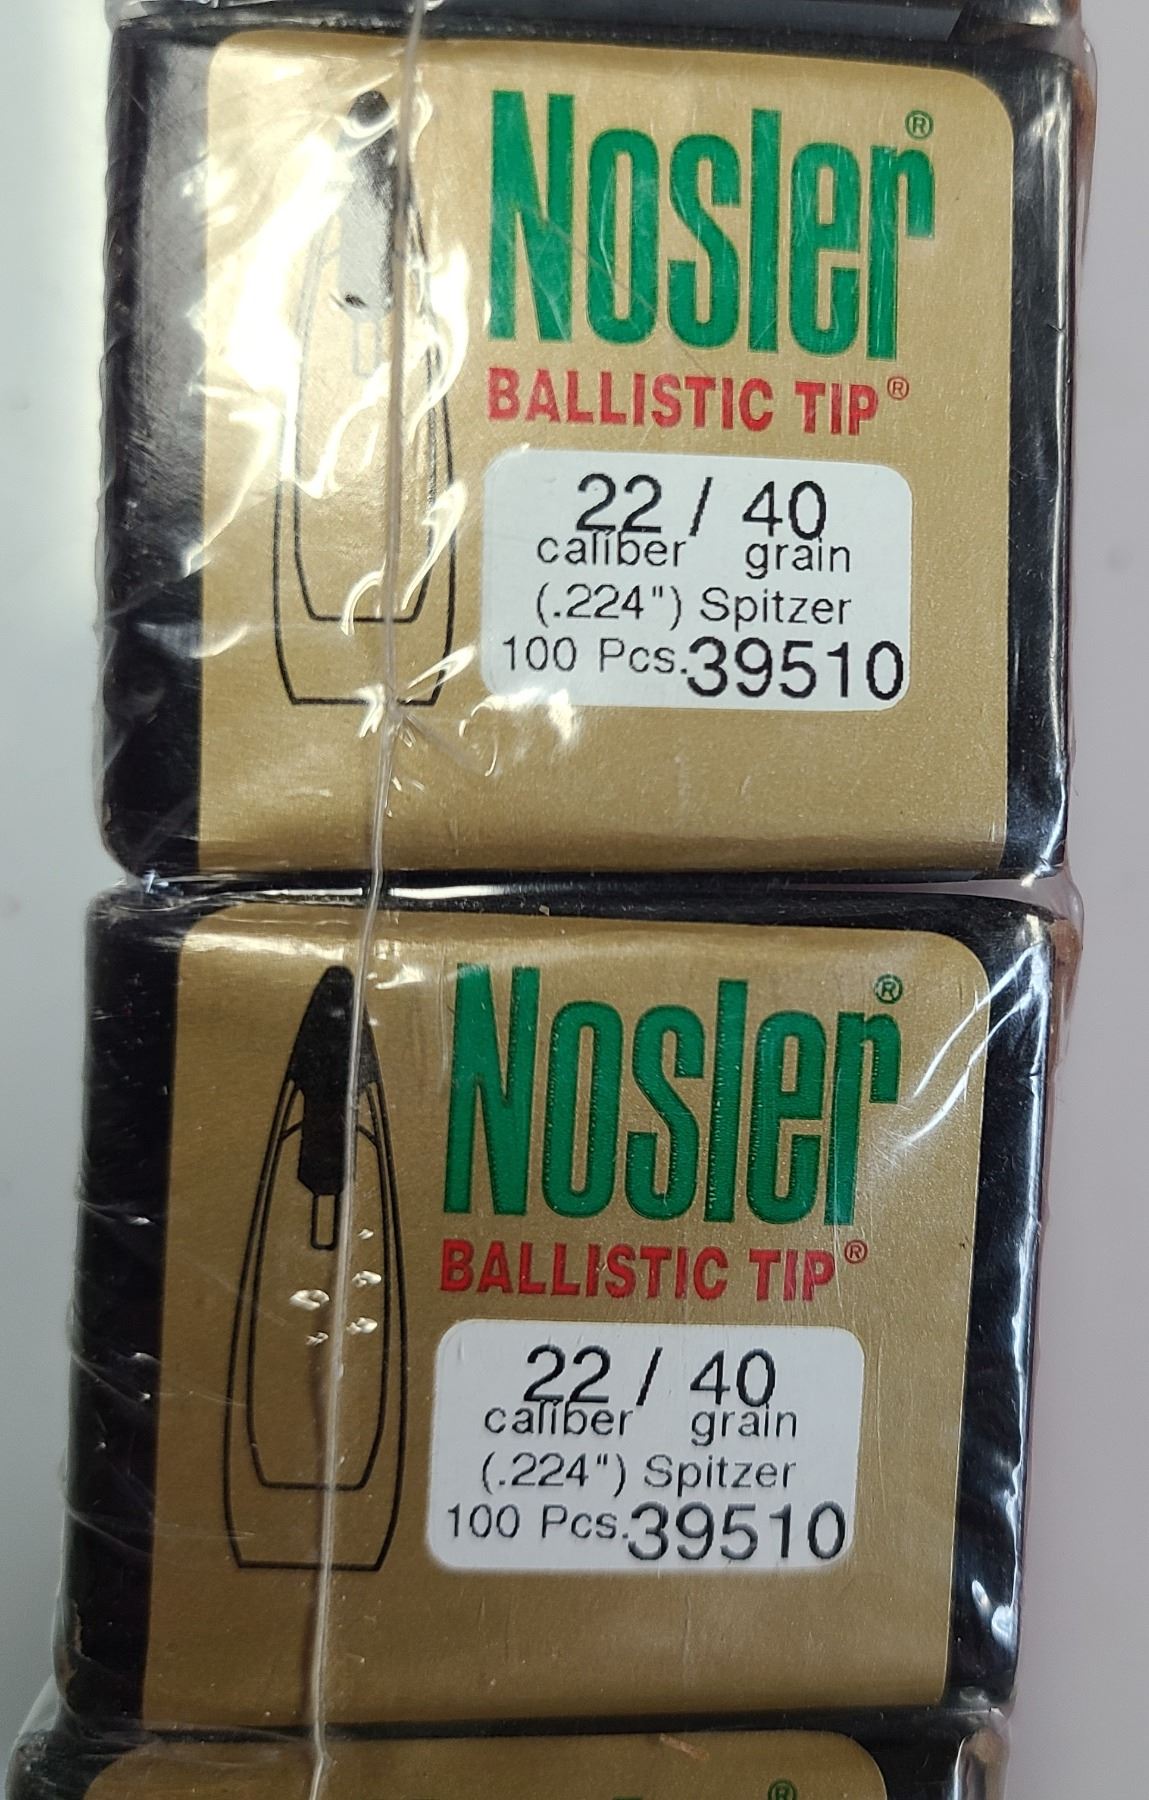 Nosler®
BALLISTIC TIP®
22 / 40
caliber grain
(.224") Spitzer
100 Pcs.39510
Nosler®
BALLISTIC TIP®
22 / 40
caliber grain
(.224") Spitzer
100 Pcs.39510
®